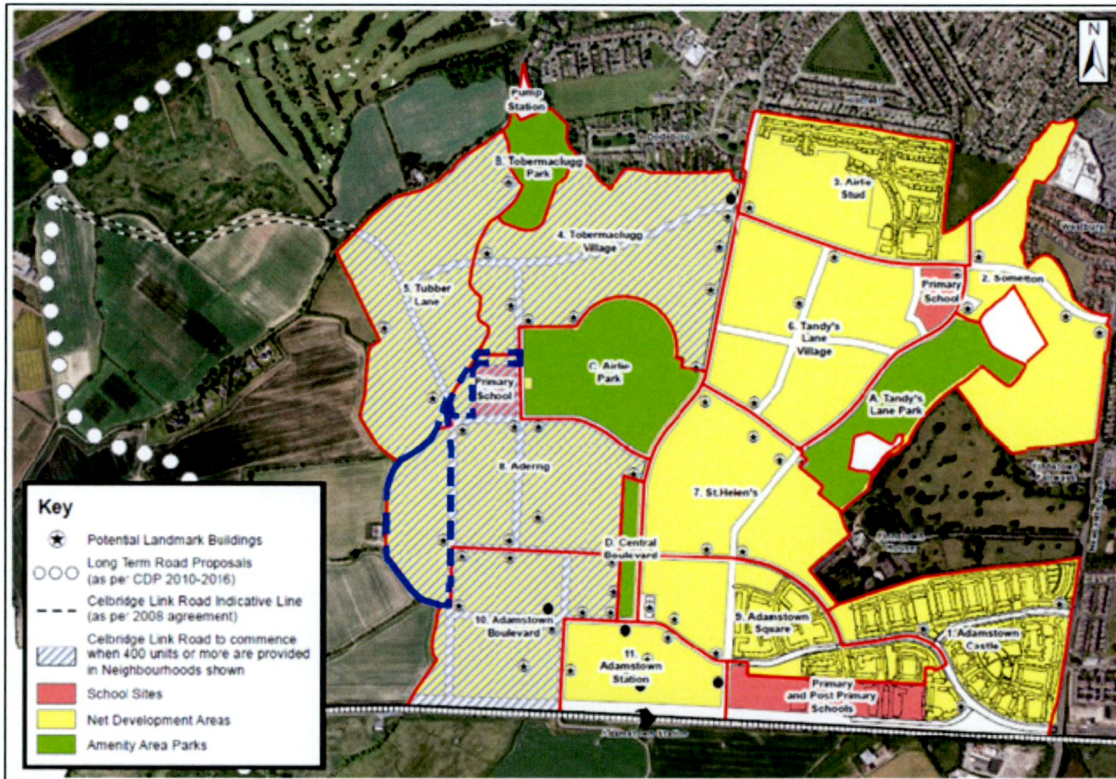 N
Pump
Station
B. Tobermaclugg
Park
3. Airlie
Stud
4. Tobermaclugg
Village
2. Sometton
5. Tubber
Lane
Primary
School
6. Tandy's
Lane
Village
C. Airlie
Park
Primary
School
A. Tandy's
Lane Park
8. Aderrig
7. St.Helen's
D. Central
Boulevard
9. Adamstown
Square
10. Adamstown
Boulevard
1. Adamstown
Castle
11.
Adamstown
Station
Primary
and Post Primary
Schools
Adamstown Station
Key
Potential Landmark Buildings
Long Term Road Proposals
(as per CDP 2010-2016)
Celbridge Link Road Indicative Line
(as per 2008 agreement)
Celbridge Link Road to commence
when 400 units or more are provided
in Neighbourhoods shown
School Sites
Net Development Areas
Amenity Area Parks